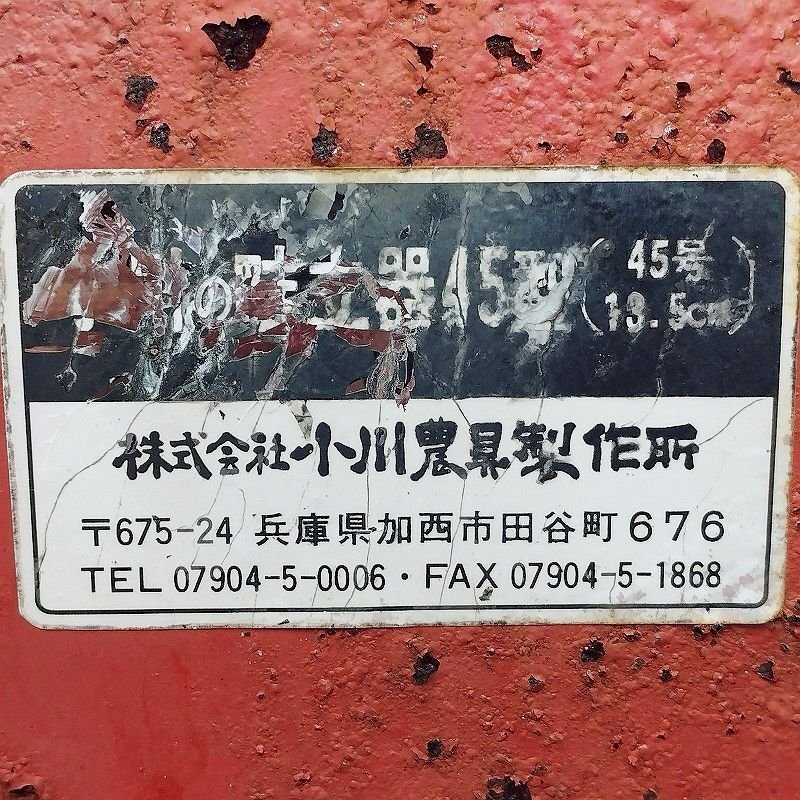 の畦立器45型(45号
13.5cm)
株式会社小川農具製作所
〒675-24 兵庫県加西市田谷町676
TEL 07904-5-0006・FAX 07904-5-1868